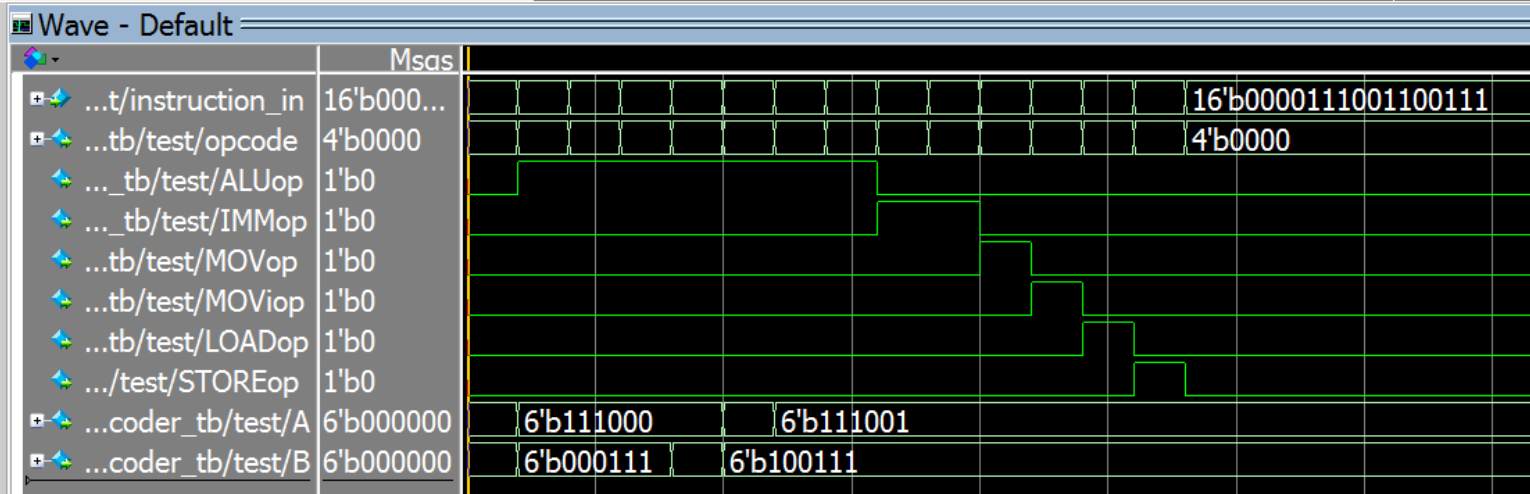 Wave - Default
Msgs
...t/instruction_in 16'b000... 16'b0000111001100111
...tb/test/opcode 4'b0000 4'b0000
..._tb/test/ALUop 1'b0
..._tb/test/IMMop 1'b0
...tb/test/MOVop 1'b0
...tb/test/MOViop 1'b0
...tb/test/LOADop 1'b0
.../test/STOREop 1'b0
...coder_tb/test/A 6'b000000 6'b111000 6'b111001
...coder_tb/test/B 6'b000000 6'b000111 6'b100111